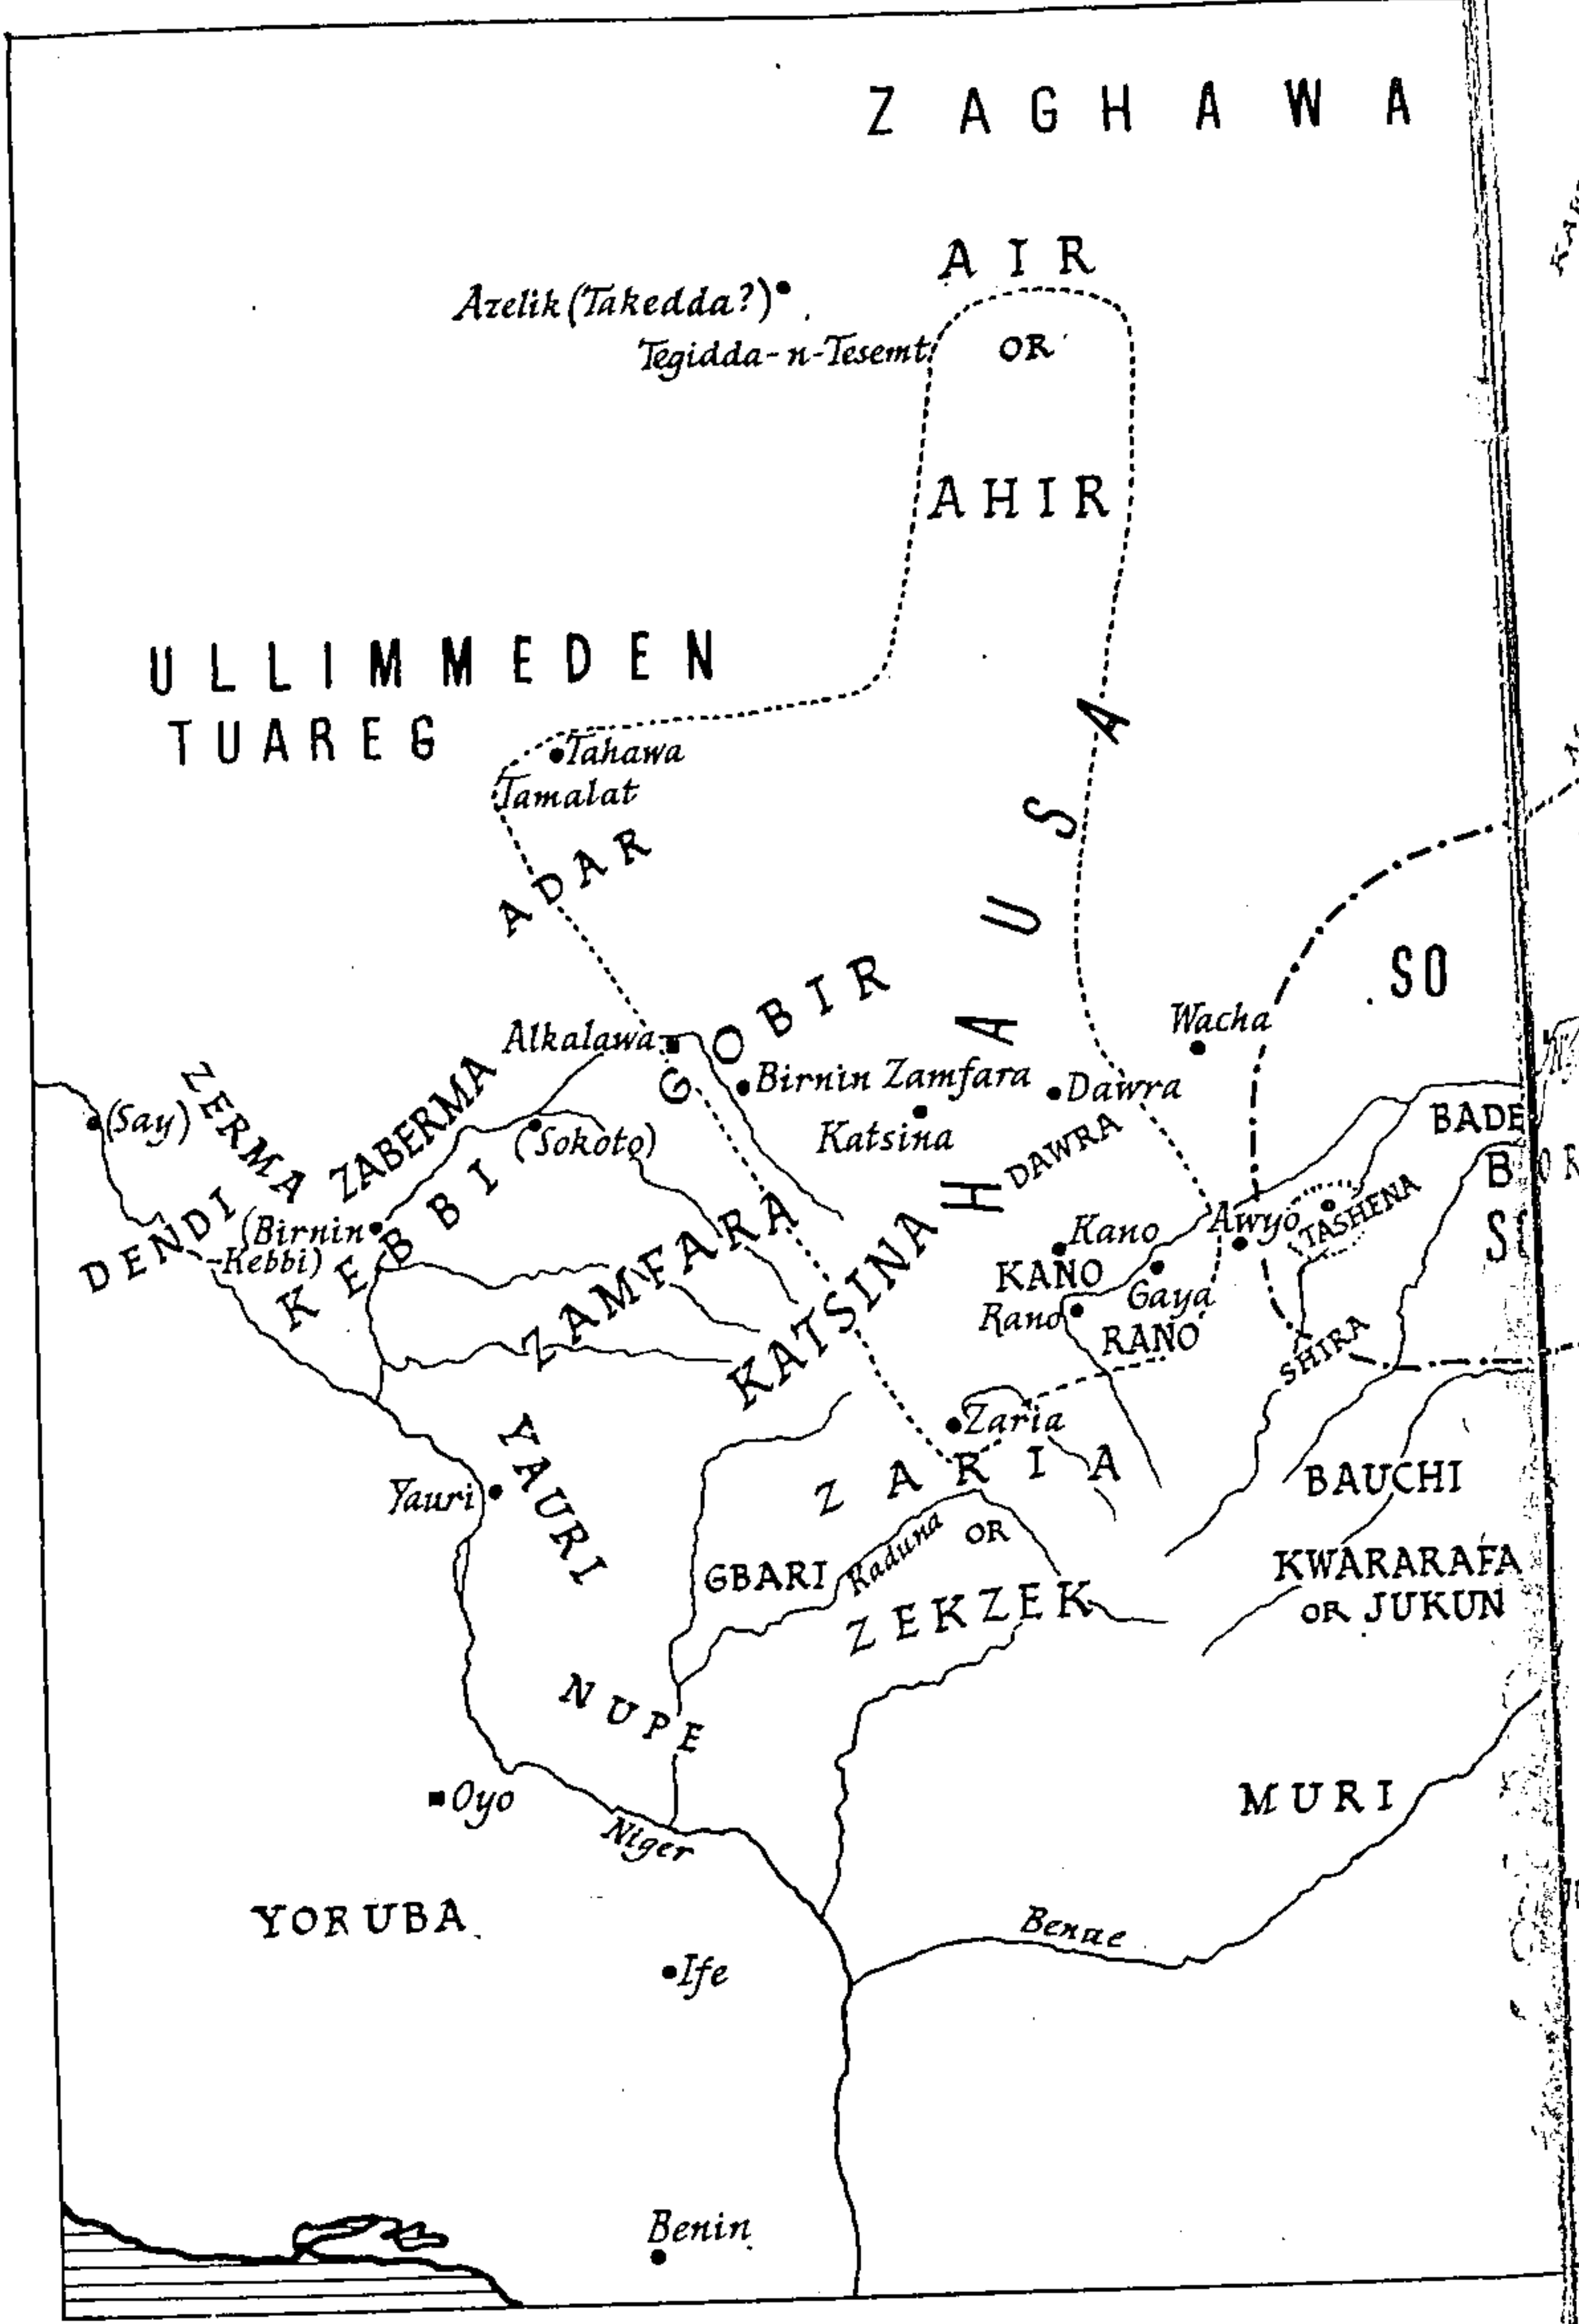 ZAGHAWA
AIR
Azelik (Takedda?)
Tegidda-n-Tesemt
OR
AHIR
ULLIMMEDEN
TUAREG
Tahawa
Tamalat
ADAR
HAUSA
SO
GOBIR
Wacha
Alkalawa
Birnin Zamfara
Dawra
Katsina
DAWRA
(Say)
ZERMA
ZABERMA
(Sokoto)
BADE
DENDI
(Birnin
-Kebbi)
KEBBI
ZAMFARA
KATSINA
Kano
KANO
Gaya
Rano
RANO
Awyo
TASHENA
SHIRA
Zaria
ZARIA
OR
ZEKZEK
YAURI
Yauri
GBARI
Kaduna
BAUCHI
KWARARAFA
OR JUKUN
NUPE
Oyo
Niger
MURI
YORUBA
Benue
Ife
Benin